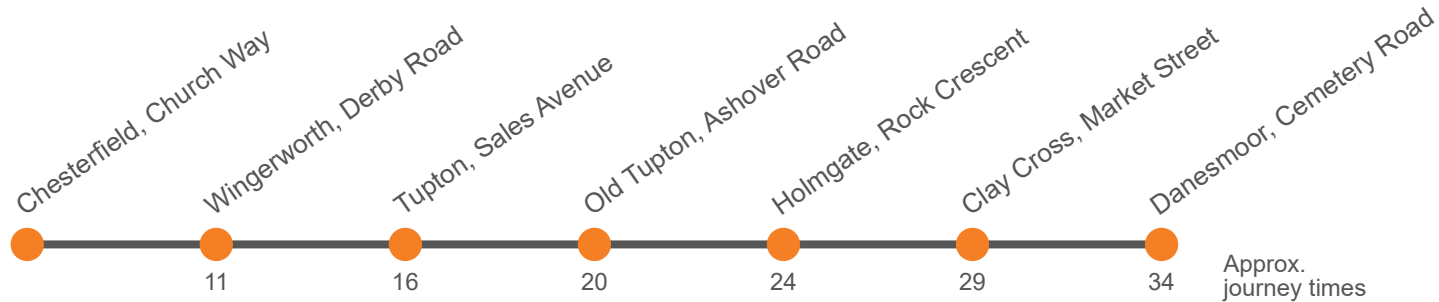 Chesterfield, Church Way
Wingerworth, Derby Road
Tupton, Sales Avenue
Old Tupton, Ashover Road
Holmgate, Rock Crescent
Clay Cross, Market Street
Danesmoor, Cemetery Road
11
16
20
24
29
34
Approx.
journey times